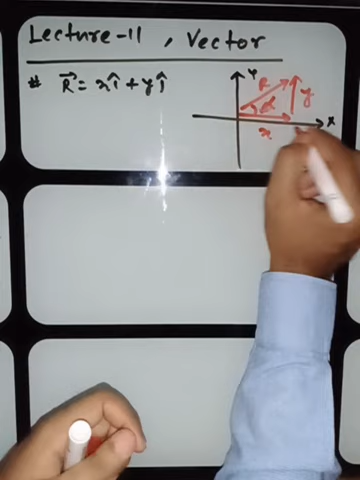 Lecture-11, Vector
# R⃗ = xî + yĵ
Y
R
α
y
x
X